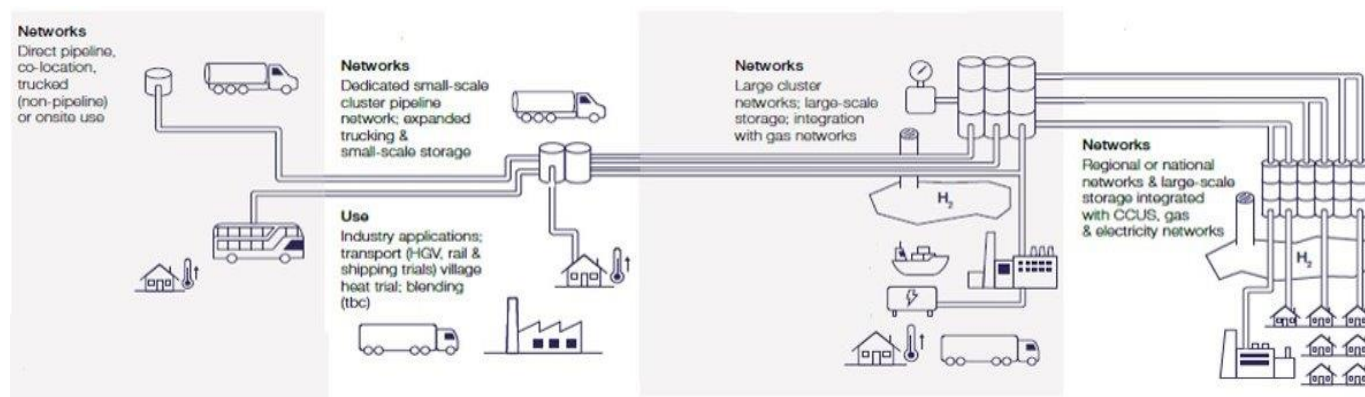 Networks
Direct pipeline,
co-location,
trucked
(non-pipeline)
or onsite use
Networks
Dedicated small-scale
cluster pipeline
network; expanded
trucking &
small-scale storage
Use
Industry applications;
transport (HGV, rail &
shipping trials) village
heat trial; blending
(tbc)
Networks
Large cluster
networks; large-scale
storage; integration
with gas networks
H₂
Networks
Regional or national
networks & large-scale
storage integrated
with CCUS, gas
& electricity networks
H₂